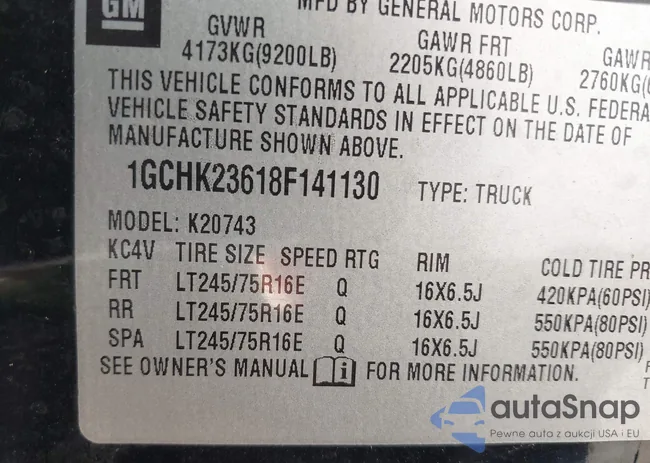 GM
MFD BY GENERAL MOTORS CORP.
GVWR GAWR FRT GAWR
4173KG(9200LB) 2205KG(4860LB) 2760KG(
THIS VEHICLE CONFORMS TO ALL APPLICABLE U.S. FEDERA
VEHICLE SAFETY STANDARDS IN EFFECT ON THE DATE OF
MANUFACTURE SHOWN ABOVE.
1GCHK23618F141130 TYPE: TRUCK
MODEL: K20743
KC4V TIRE SIZE SPEED RTG RIM COLD TIRE PR
FRT LT245/75R16E Q 16X6.5J 420KPA(60PSI)
RR LT245/75R16E Q 16X6.5J 550KPA(80PSI)
SPA LT245/75R16E Q 16X6.5J 550KPA(80PSI)
SEE OWNER'S MANUAL i FOR MORE INFORMATION.
autaSnap
Pewne auta z aukcji USA i EU